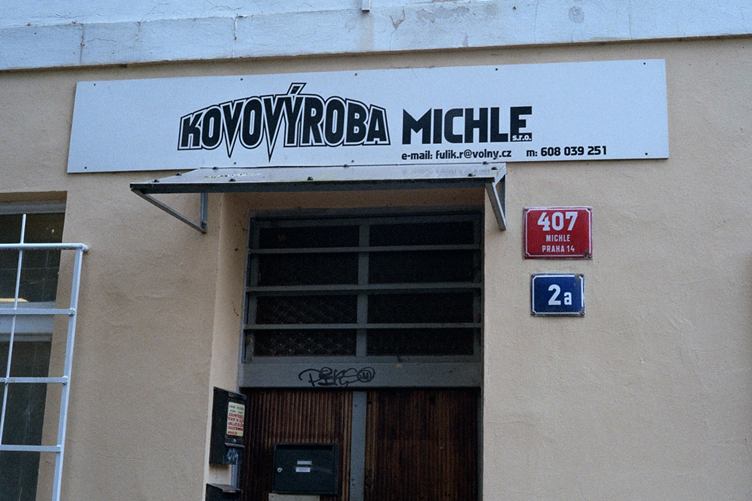 KOVOVÝROBA MICHLE s.r.o.
e-mail: fulik.r@volny.cz m: 608 039 251
407
MICHLE
PRAHA 14
2a